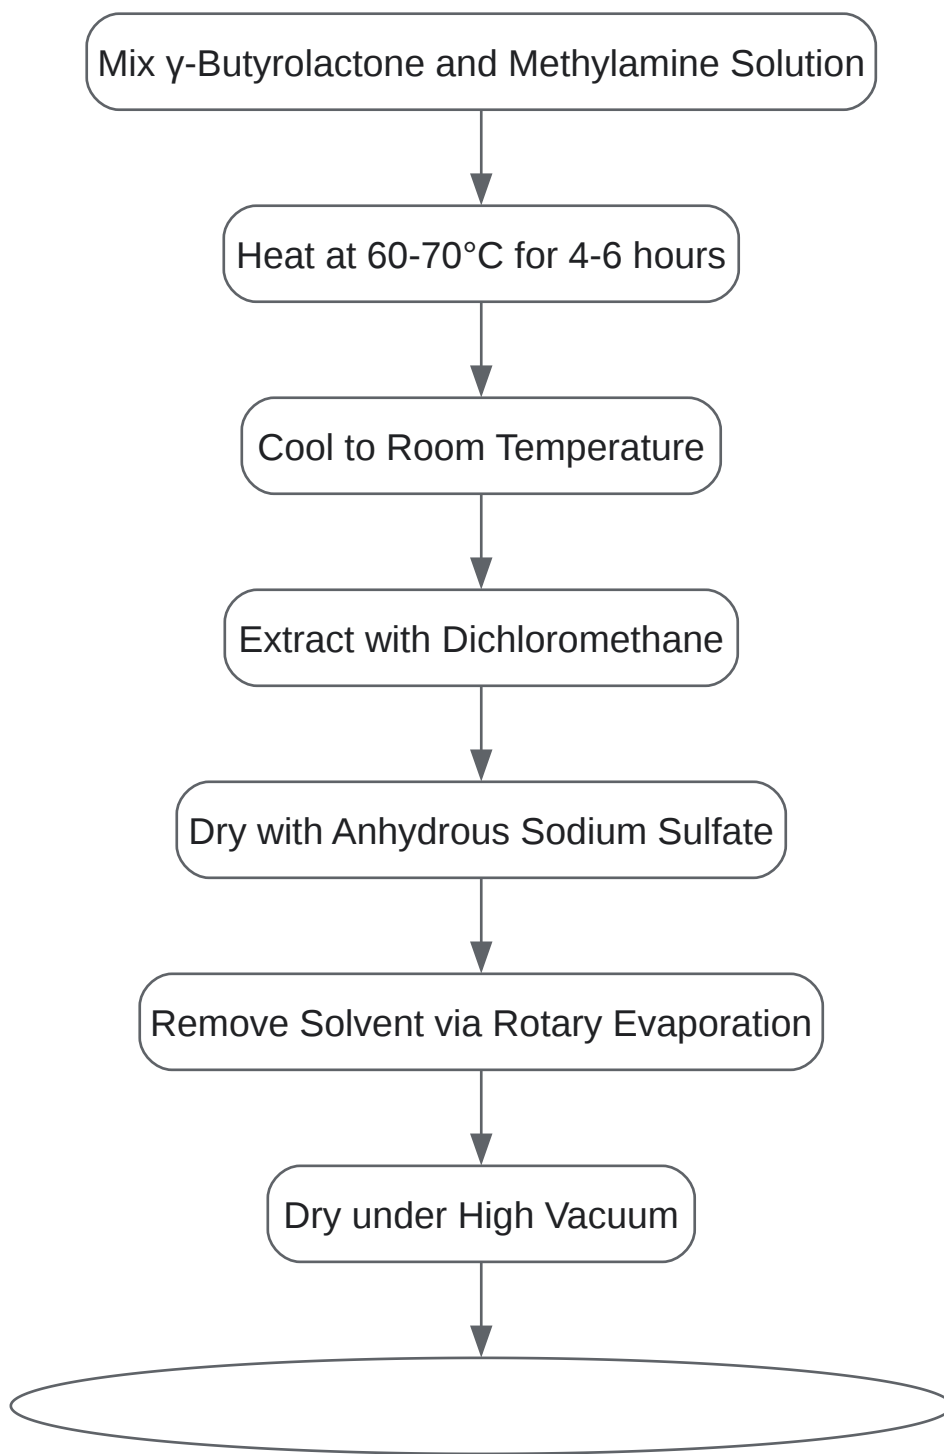 Mix γ-Butyrolactone and Methylamine Solution
Heat at 60-70°C for 4-6 hours
Cool to Room Temperature
Extract with Dichloromethane
Dry with Anhydrous Sodium Sulfate
Remove Solvent via Rotary Evaporation
Dry under High Vacuum